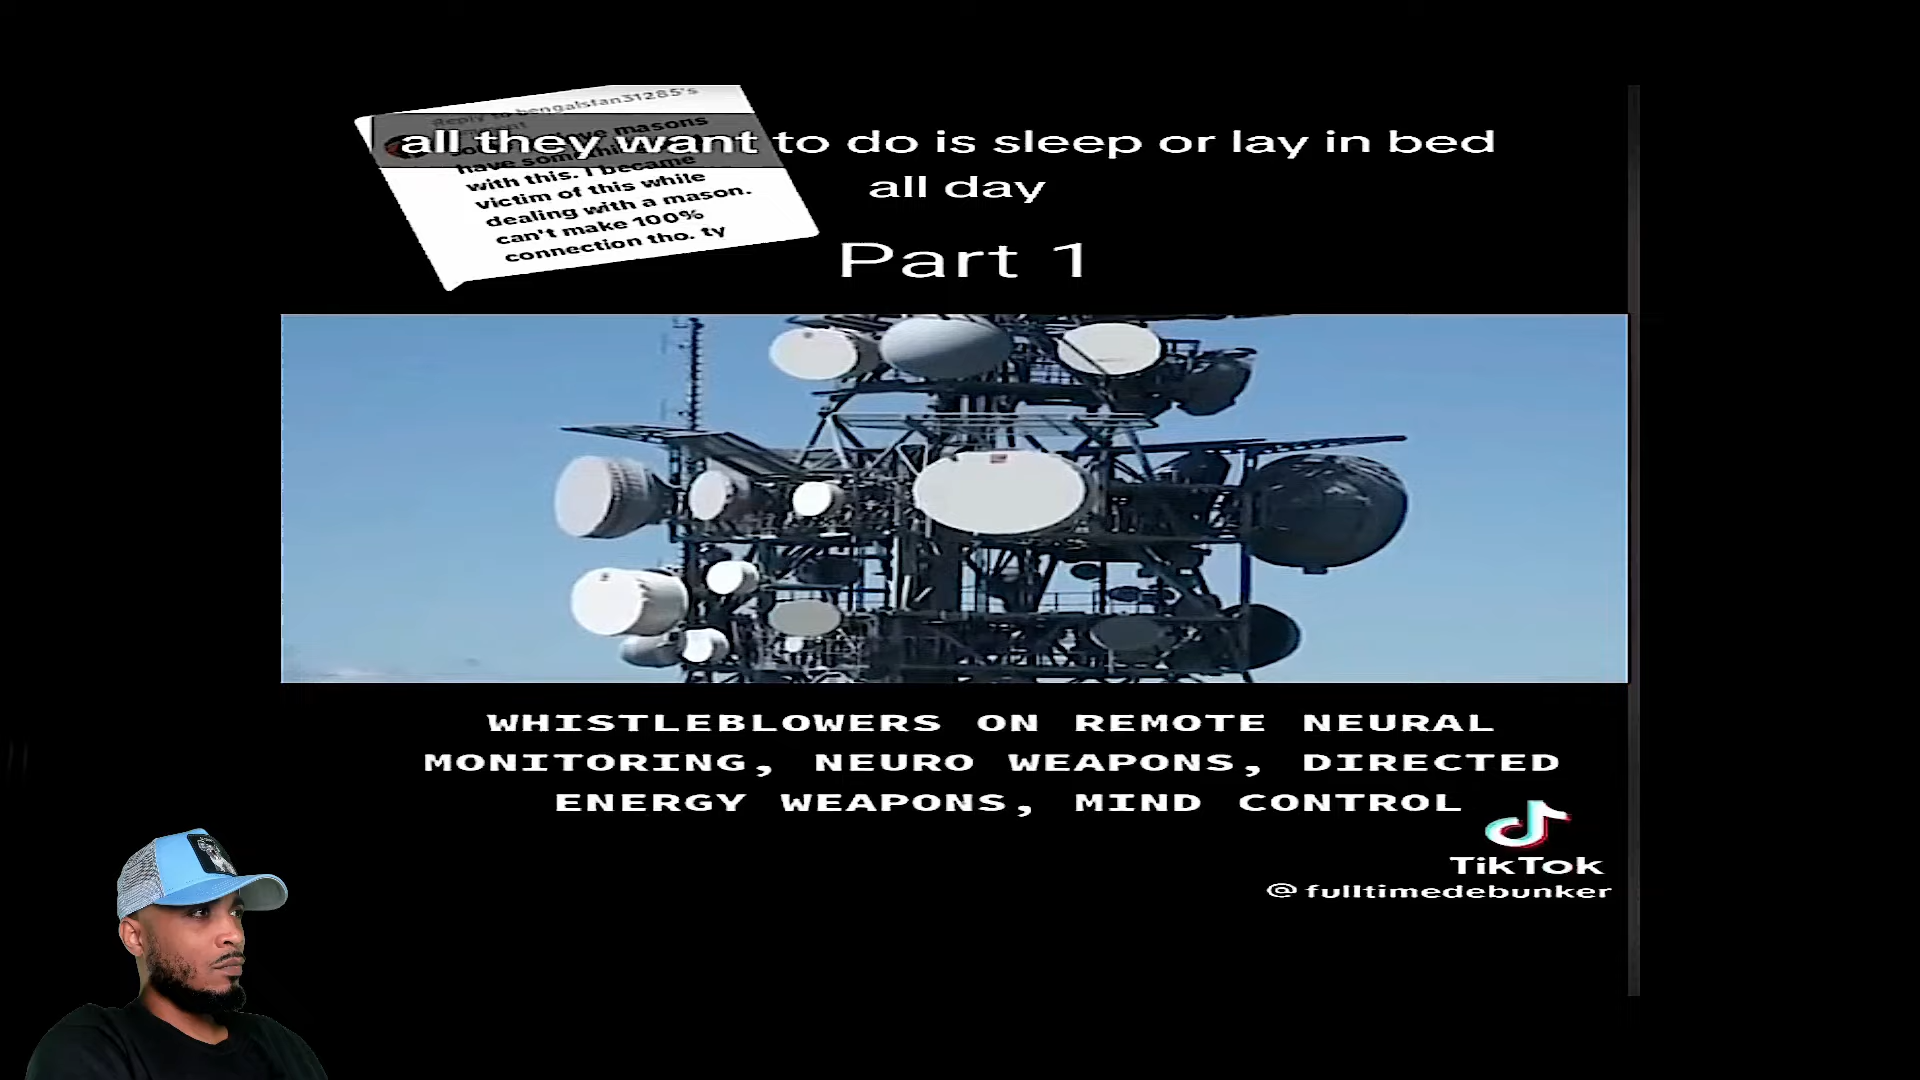 Reply to bengalsfan31285's
all they want to do is sleep or lay in bed
all day
masons
with this. I became
victim of this while
dealing with a mason.
can't make 100%
connection tho. ty
Part 1
WHISTLEBLOWERS ON REMOTE NEURAL
MONITORING, NEURO WEAPONS, DIRECTED
ENERGY WEAPONS, MIND CONTROL
TikTok
@fulltimedebunker